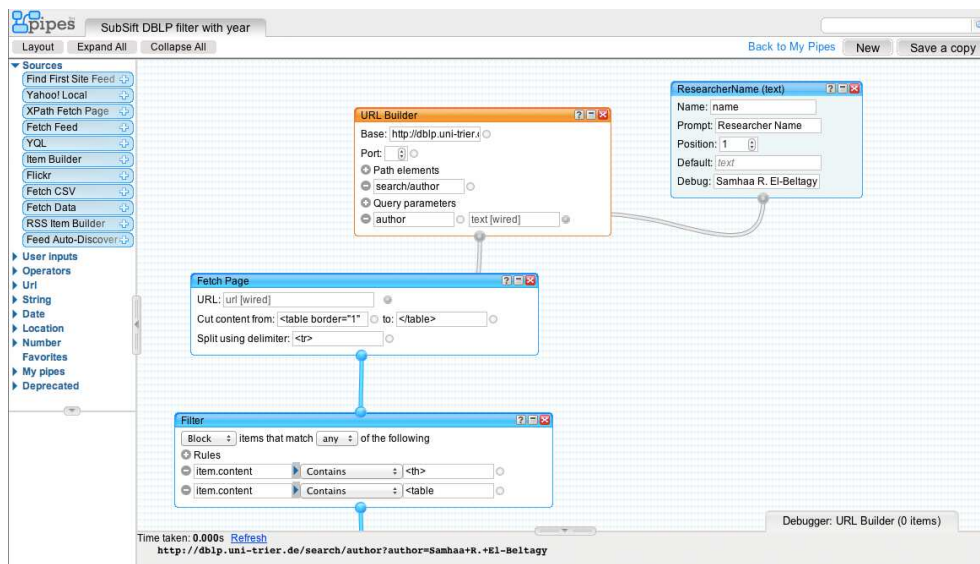 pipes
SubSift DBLP filter with year
Layout Expand All Collapse All
Back to My Pipes New Save a copy
Sources
Find First Site Feed
Yahoo! Local
XPath Fetch Page
Fetch Feed
YQL
Item Builder
Flickr
Fetch CSV
Fetch Data
RSS Item Builder
Feed Auto-Discover
User inputs
Operators
Url
String
Date
Location
Number
Favorites
My pipes
Deprecated
URL Builder
Base: http://dblp.uni-trier.
Port:
Path elements
search/author
Query parameters
author text [wired]
ResearcherName (text)
Name: name
Prompt: Researcher Name
Position: 1
Default: text
Debug: Samhaa R. El-Beltagy
Fetch Page
URL: url [wired]
Cut content from: <table border="1" to: </table>
Split using delimiter: <tr>
Filter
Block items that match any of the following
Rules
item.content Contains <th>
item.content Contains <table
Debugger: URL Builder (0 items)
Time taken: 0.000s Refresh
http://dblp.uni-trier.de/search/author?author=Samhaa+R.+El-Beltagy